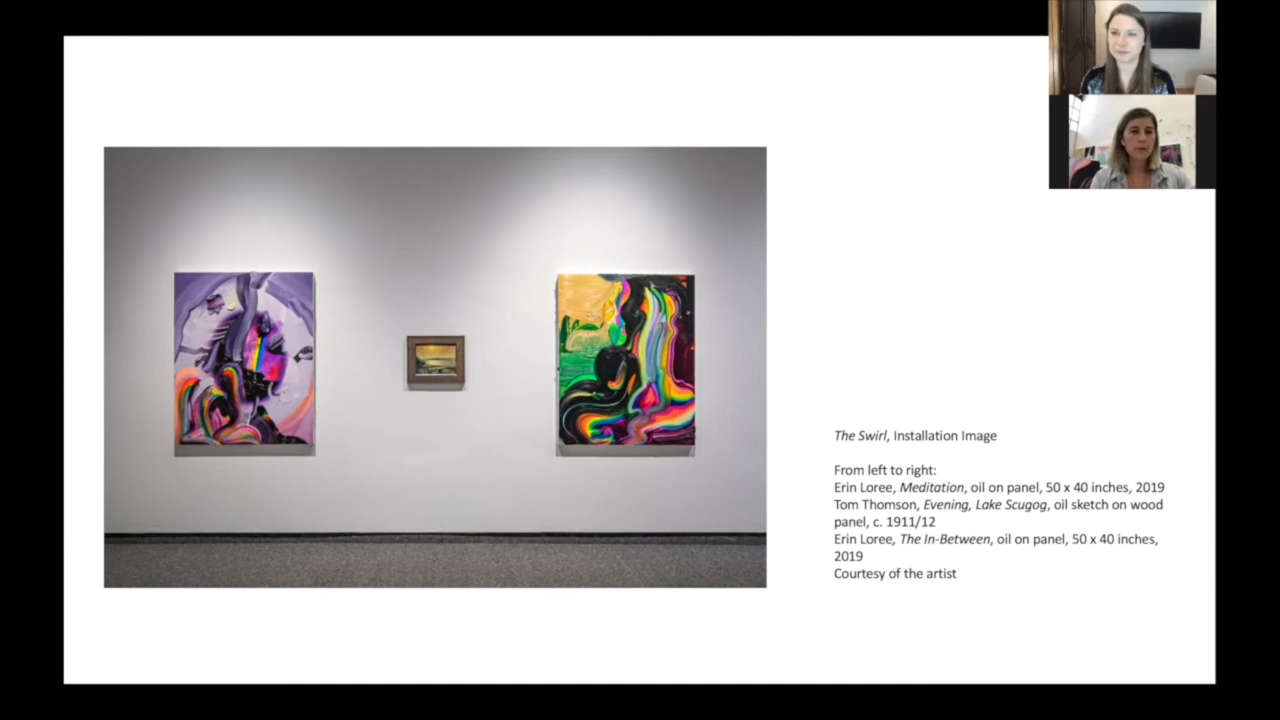 The Swirl, Installation Image
From left to right:
Erin Loree, Meditation, oil on panel, 50 x 40 inches, 2019
Tom Thomson, Evening, Lake Scugog, oil sketch on wood
panel, c. 1911/12
Erin Loree, The In-Between, oil on panel, 50 x 40 inches,
2019
Courtesy of the artist